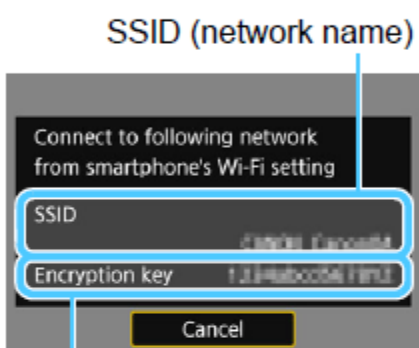 SSID (network name)
Connect to following network
from smartphone's Wi-Fi setting
SSID
Encryption key
Cancel